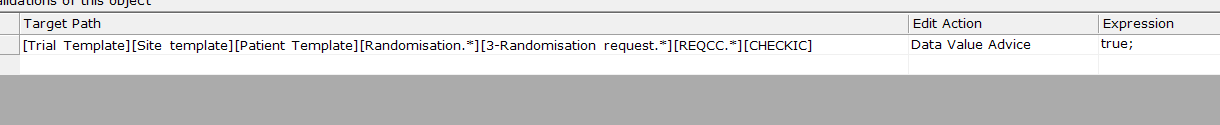 alidations of this object
Target Path Edit Action Expression
[Trial Template][Site template][Patient Template][Randomisation.*][3-Randomisation request.*][REQCC.*][CHECKIC] Data Value Advice true;